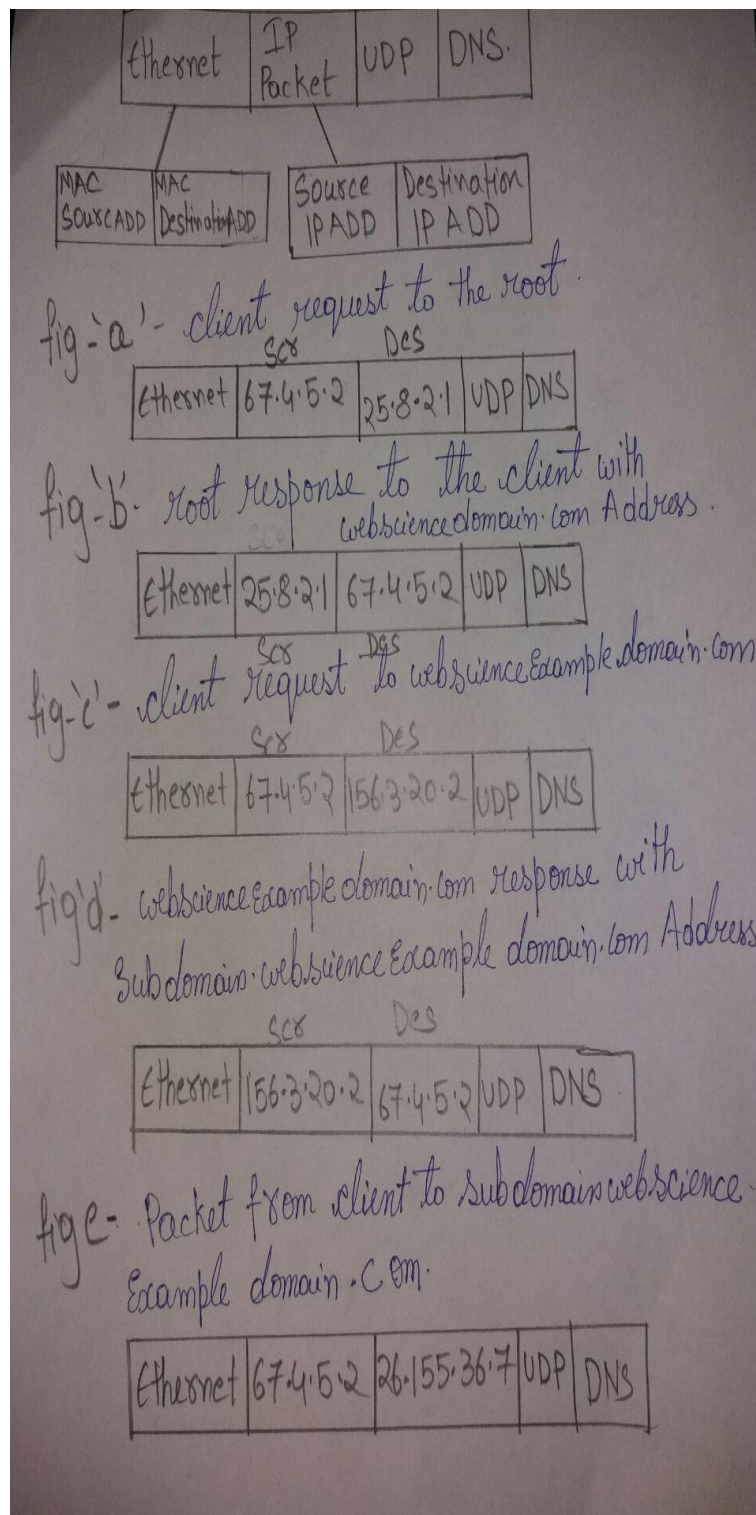 Ethernet IP Packet UDP DNS.
MAC SourcADD MAC DestinationADD Source IP ADD Destination IP ADD
fig-'a'- client request to the root.
Scr Des
Ethernet 67.4.5.2 25.8.2.1 UDP DNS
fig-'b'- root response to the client with
websciencedomain.com Address.
Ethernet 25.8.2.1 67.4.5.2 UDP DNS
Scr Des
fig-'c'- client request to webscienceExample.domain.com
Scr Des
Ethernet 67.4.5.2 156.3.20.2 UDP DNS
fig'd'- webscienceExample domain.com response with
Subdomain.webscienceExample domain.com Address
Scr Des
Ethernet 156.3.20.2 67.4.5.2 UDP DNS
fig e- Packet from client to subdomainwebscience.
Example domain.com.
Ethernet 67.4.5.2 26.155.36.7 UDP DNS